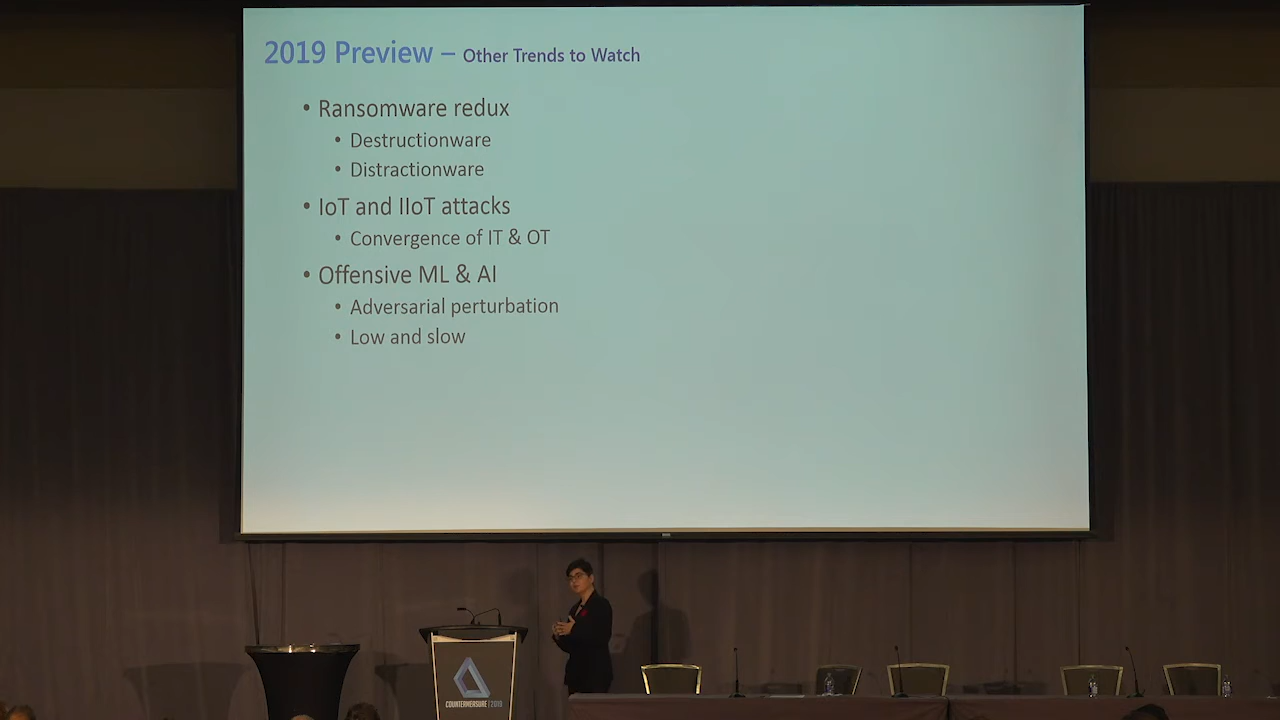 2019 Preview – Other Trends to Watch
• Ransomware redux
• Destructionware
• Distractionware
• IoT and IIoT attacks
• Convergence of IT & OT
• Offensive ML & AI
• Adversarial perturbation
• Low and slow
COUNTERMEASURE | 2019